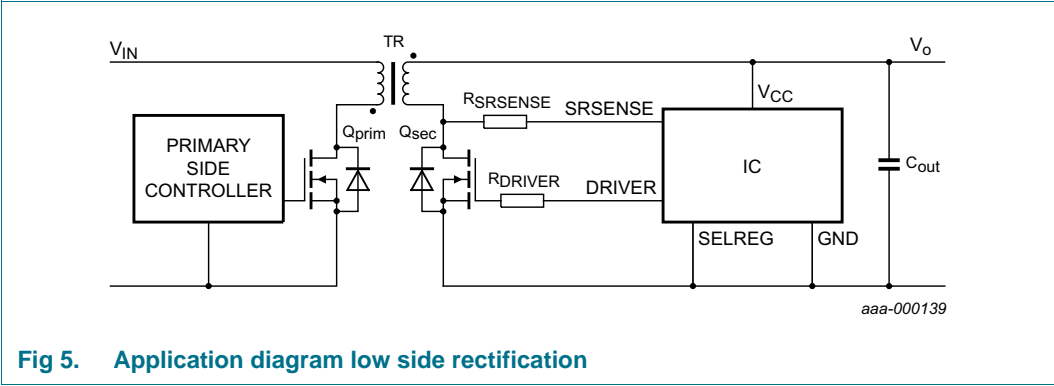 TR
V_IN
V_o
R_SRSENSE
SRSENSE
V_CC
Q_prim
Q_sec
PRIMARY
SIDE
CONTROLLER
IC
C_out
R_DRIVER
DRIVER
SELREG
GND
aaa-000139
Fig 5. Application diagram low side rectification